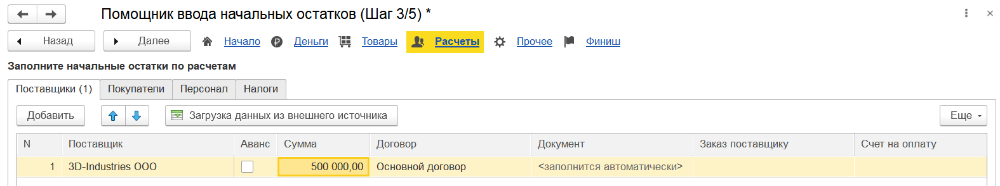 Помощник ввода начальных остатков (Шаг 3/5) *
Назад Далее Начало Деньги Товары Расчеты Прочее Финиш
Заполните начальные остатки по расчетам
Поставщики (1) Покупатели Персонал Налоги
Добавить Загрузка данных из внешнего источника Еще
N Поставщик Аванс Сумма Договор Документ Заказ поставщику Счет на оплату
1 3D-Industries ООО 500 000,00 Основной договор <заполнится автоматически>